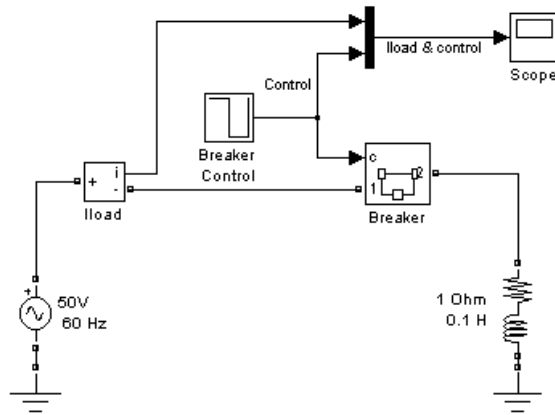 Iload & control
Scope
Control
Breaker
Control
i
+
-
Iload
c
1
2
Breaker
+
50V
60 Hz
1 Ohm
0.1 H